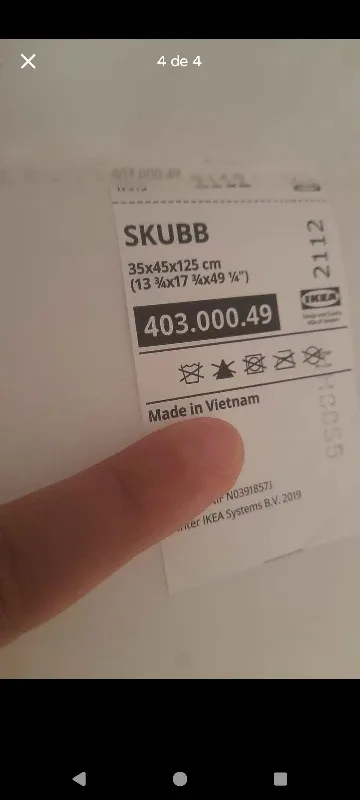 4 de 4
SKUBB
35x45x125 cm
(13 ¾x17 ¾x49 ¼")
403.000.49
2112
IKEA
Made in Vietnam
N0391857J
Inter IKEA Systems B.V. 2019